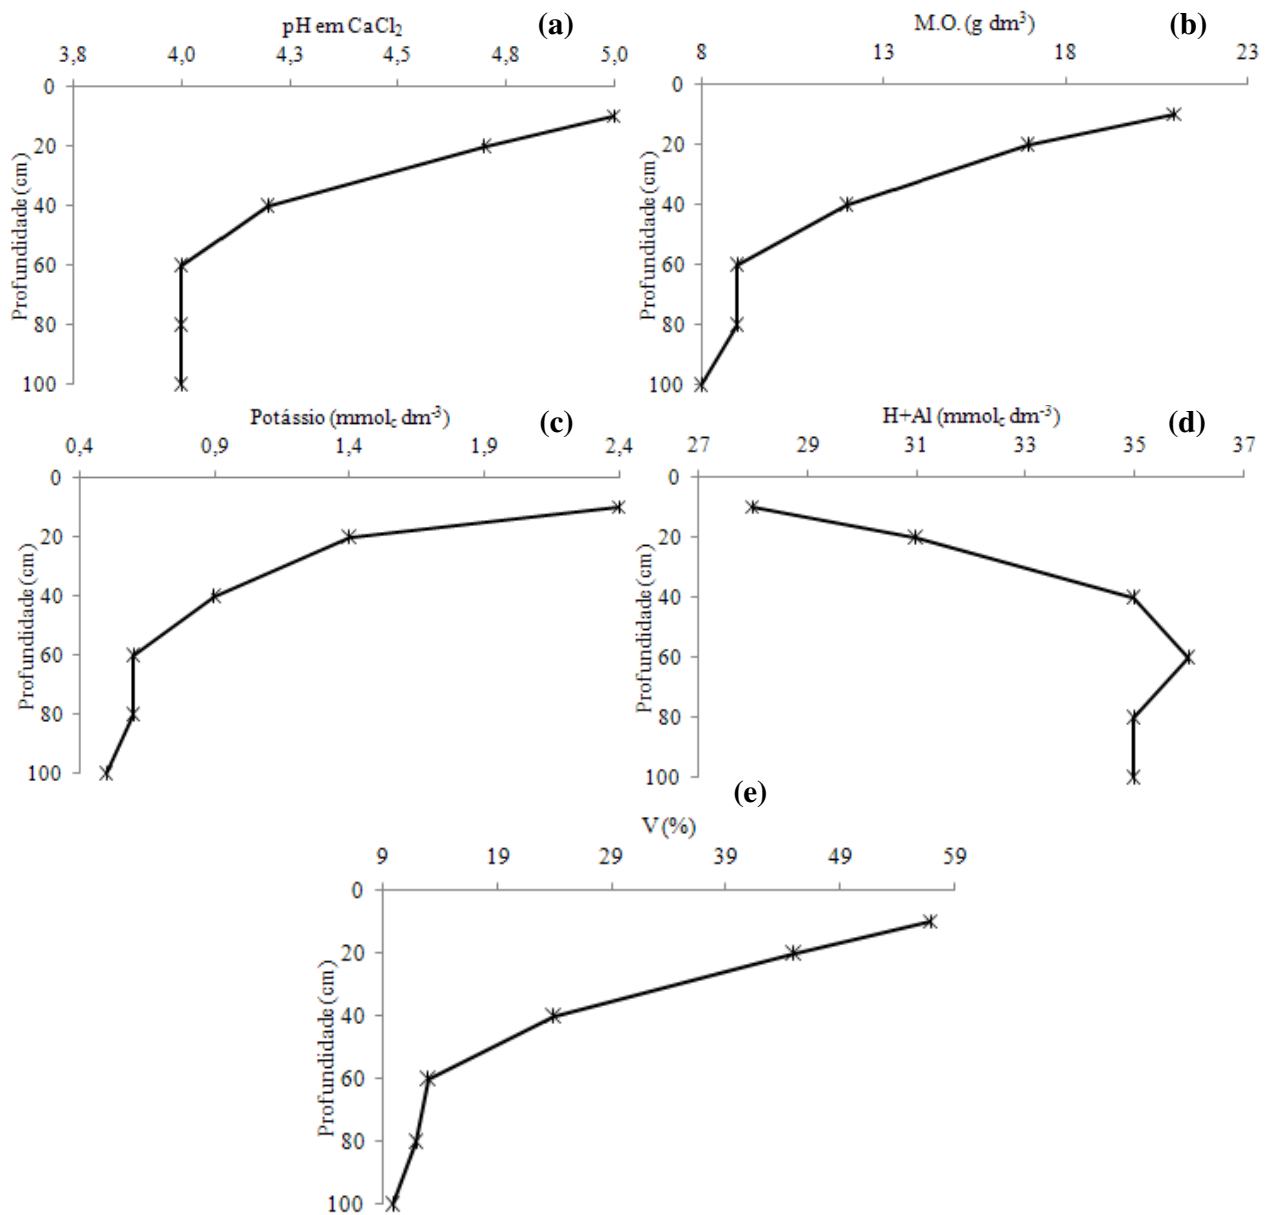 pH em CaCl2 (a)
3,8 4,0 4,3 4,5 4,8 5,0
0
20
40
60
80
100
Profundidade (cm)
M.O. (g dm3) (b)
8 13 18 23
0
20
40
60
80
100
Profundidade (cm)
Potássio (mmolc dm-3) (c)
0,4 0,9 1,4 1,9 2,4
0
20
40
60
80
100
Profundidade (cm)
H+Al (mmolc dm-3) (d)
27 29 31 33 35 37
0
20
40
60
80
100
Profundidade (cm)
(e)
V (%)
9 19 29 39 49 59
0
20
40
60
80
100
Profundidade (cm)